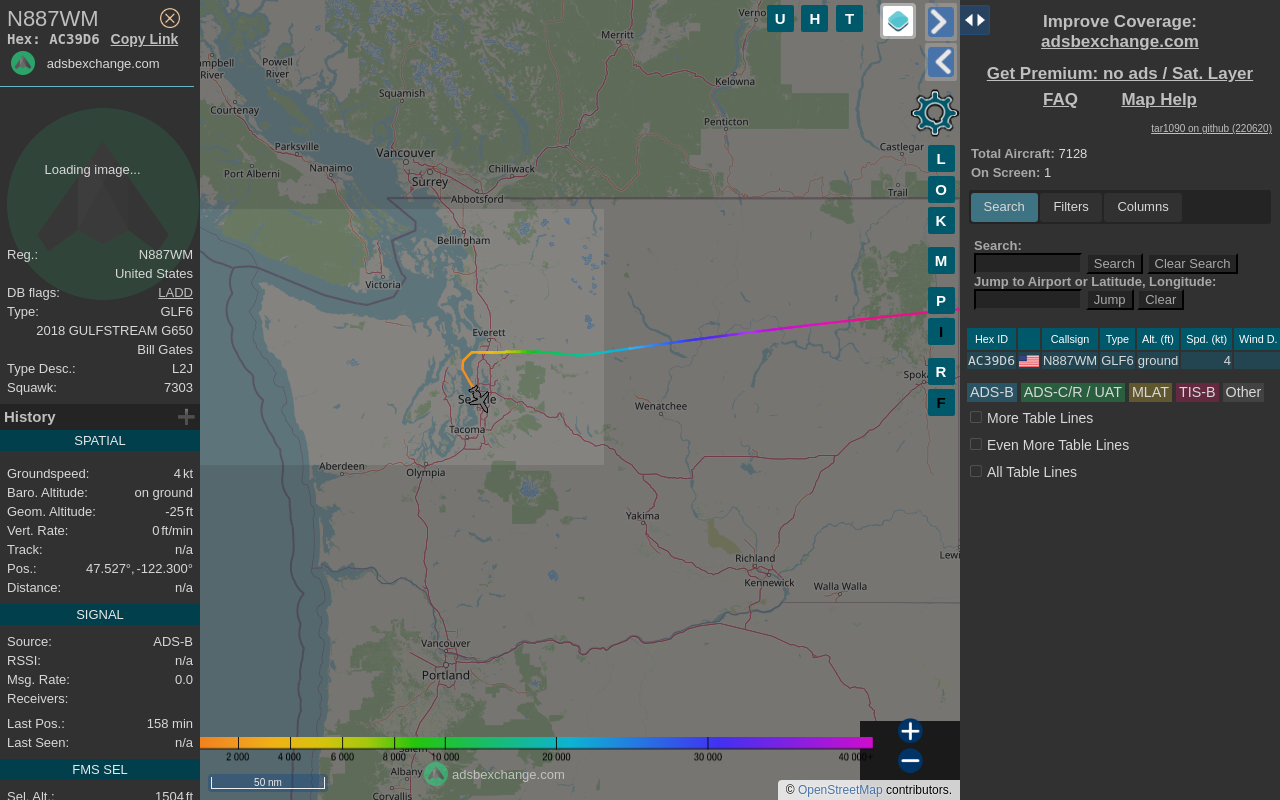 N887WM
Hex: AC39D6 Copy Link
adsbexchange.com
Loading image...
Reg.: N887WM
United States
DB flags: LADD
Type: GLF6
2018 GULFSTREAM G650
Bill Gates
Type Desc.: L2J
Squawk: 7303
History
SPATIAL
Groundspeed: 4 kt
Baro. Altitude: on ground
Geom. Altitude: -25 ft
Vert. Rate: 0 ft/min
Track: n/a
Pos.: 47.527°, -122.300°
Distance: n/a
SIGNAL
Source: ADS-B
RSSI: n/a
Msg. Rate: 0.0
Receivers:
Last Pos.: 158 min
Last Seen: n/a
FMS SEL
Sel. Alt.: 1504 ft
U H T
L
O
K
M
P
I
R
F
Verno
Merritt
mpbell
River
Powell
River
Kelowna
Squamish
Courtenay
Penticton
Parksville
Vancouver
Castlegar
Nanaimo
Chilliwack
Port Alberni
Surrey
Abbotsford
Trail
Bellingham
Victoria
Everett
Seattle
Spok
Wenatchee
Tacoma
Aberdeen
Olympia
Yakima
Richland
Lewi
Kennewick
Walla Walla
Vancouver
Portland
Salem
Albany
Corvallis
2 000 4 000 6 000 8 000 10 000 20 000 30 000 40 000+
adsbexchange.com
50 nm
© OpenStreetMap contributors.
Improve Coverage:
adsbexchange.com
Get Premium: no ads / Sat. Layer
FAQ Map Help
tar1090 on github (220620)
Total Aircraft: 7128
On Screen: 1
Search Filters Columns
Search:
Search Clear Search
Jump to Airport or Latitude, Longitude:
Jump Clear
Hex ID Callsign Type Alt. (ft) Spd. (kt) Wind D.
AC39D6 N887WM GLF6 ground 4
ADS-B ADS-C/R / UAT MLAT TIS-B Other
More Table Lines
Even More Table Lines
All Table Lines